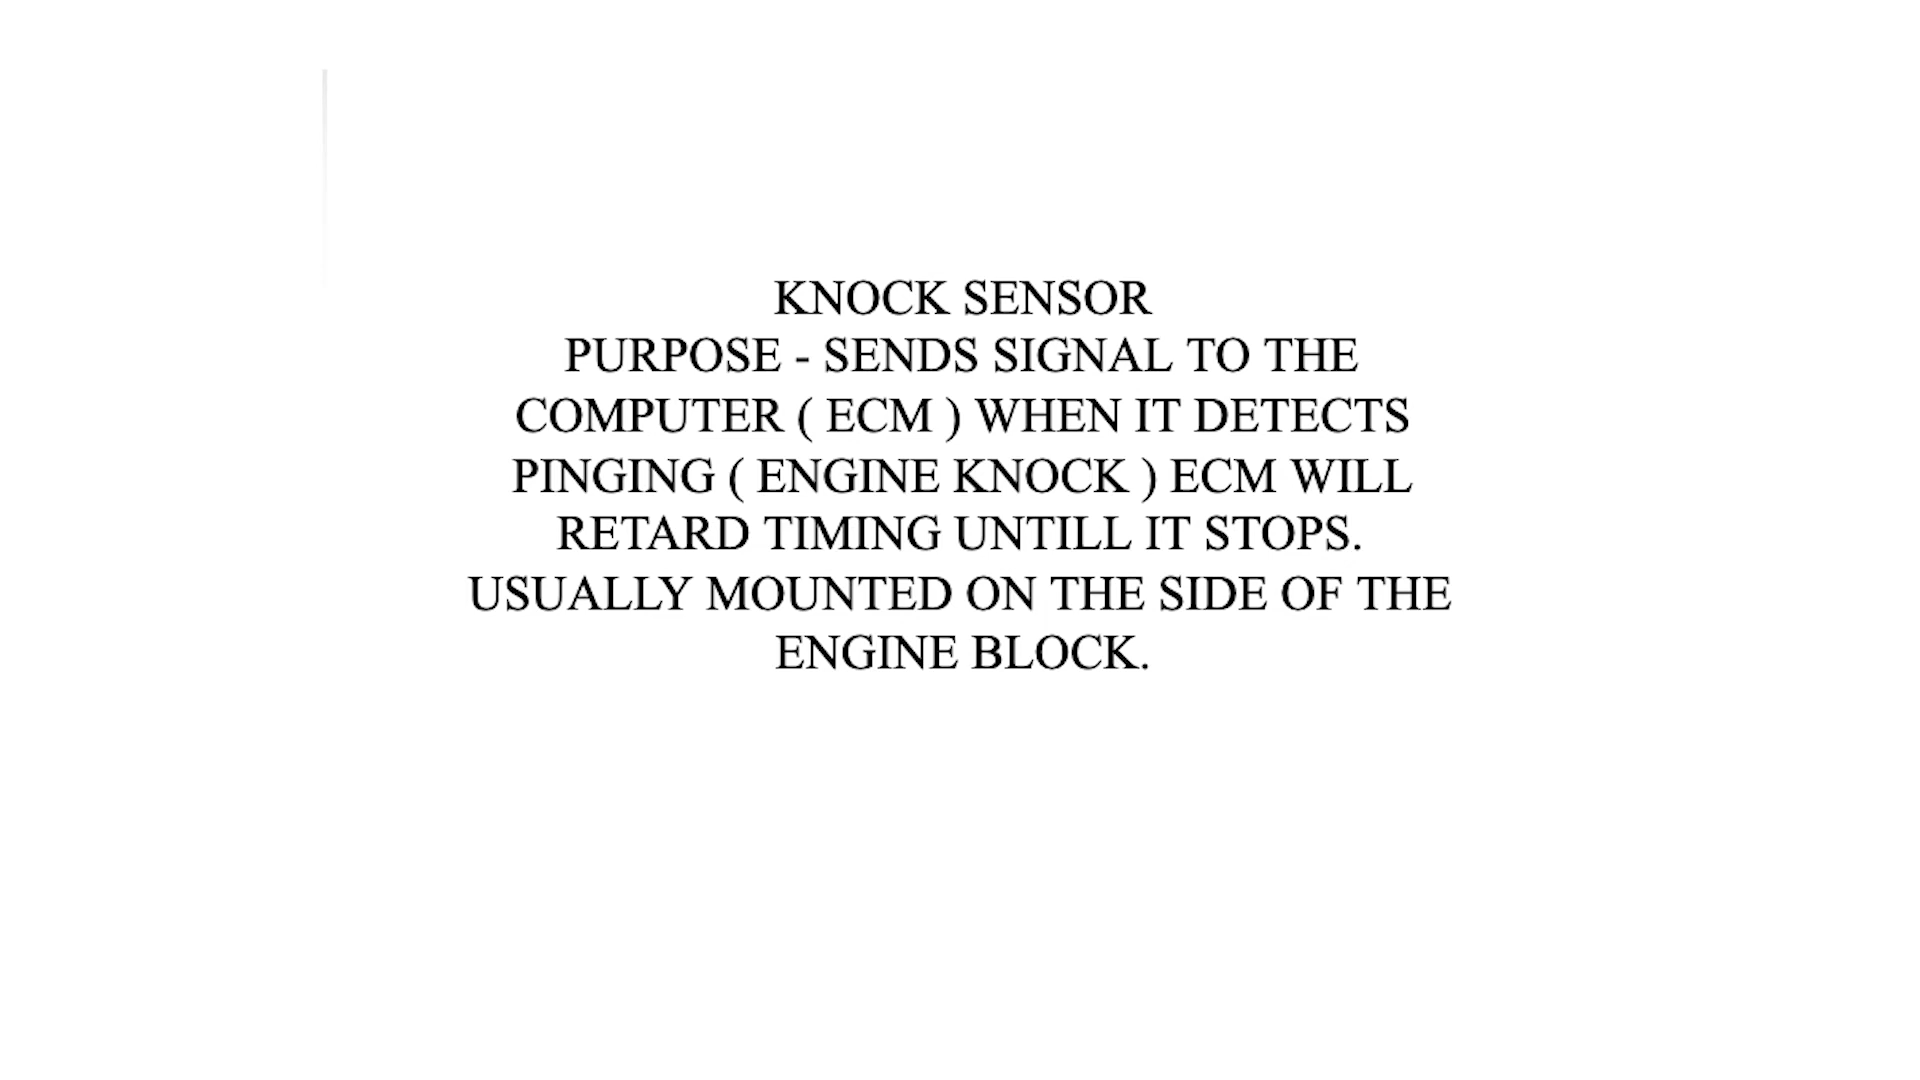 KNOCK SENSOR
PURPOSE - SENDS SIGNAL TO THE
COMPUTER ( ECM ) WHEN IT DETECTS
PINGING ( ENGINE KNOCK ) ECM WILL
RETARD TIMING UNTILL IT STOPS.
USUALLY MOUNTED ON THE SIDE OF THE
ENGINE BLOCK.